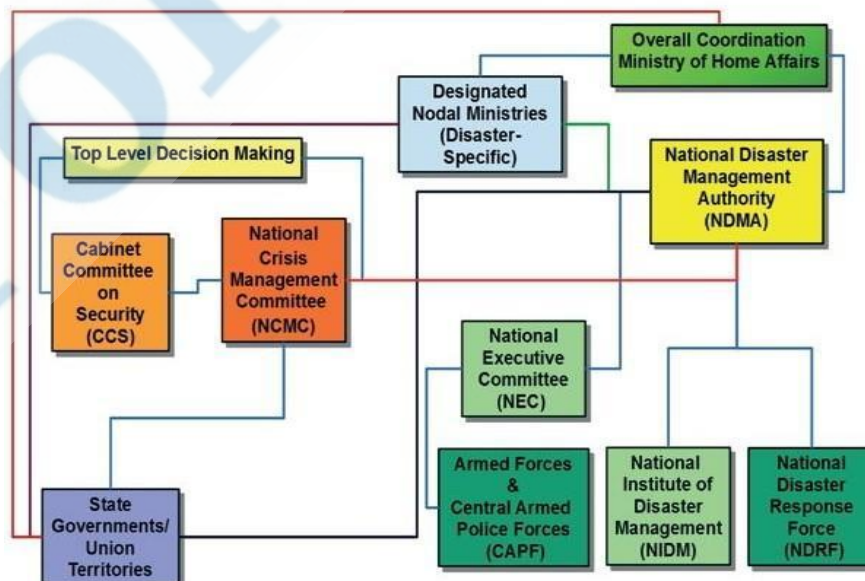 Overall Coordination
Ministry of Home Affairs
Designated
Nodal Ministries
(Disaster-
Specific)
Top Level Decision Making
National Disaster
Management
Authority
(NDMA)
Cabinet
Committee
on
Security
(CCS)
National
Crisis
Management
Committee
(NCMC)
National
Executive
Committee
(NEC)
Armed Forces
&
Central Armed
Police Forces
(CAPF)
National
Institute of
Disaster
Management
(NIDM)
National
Disaster
Response
Force
(NDRF)
State
Governments/
Union
Territories